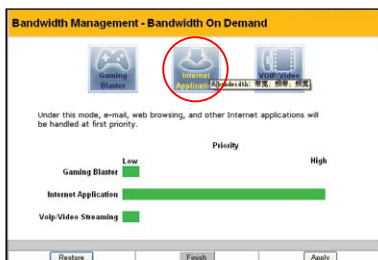 Bandwidth Management - Bandwidth On Demand
Gaming Blaster
Internet Application
VOIP/Video
Under this mode, e-mail, web browsing, and other Internet applications will
be handled at first priority.
Priority
Low High
Gaming Blaster
Internet Application
VoIp/Video Streaming
Restore Finish Apply